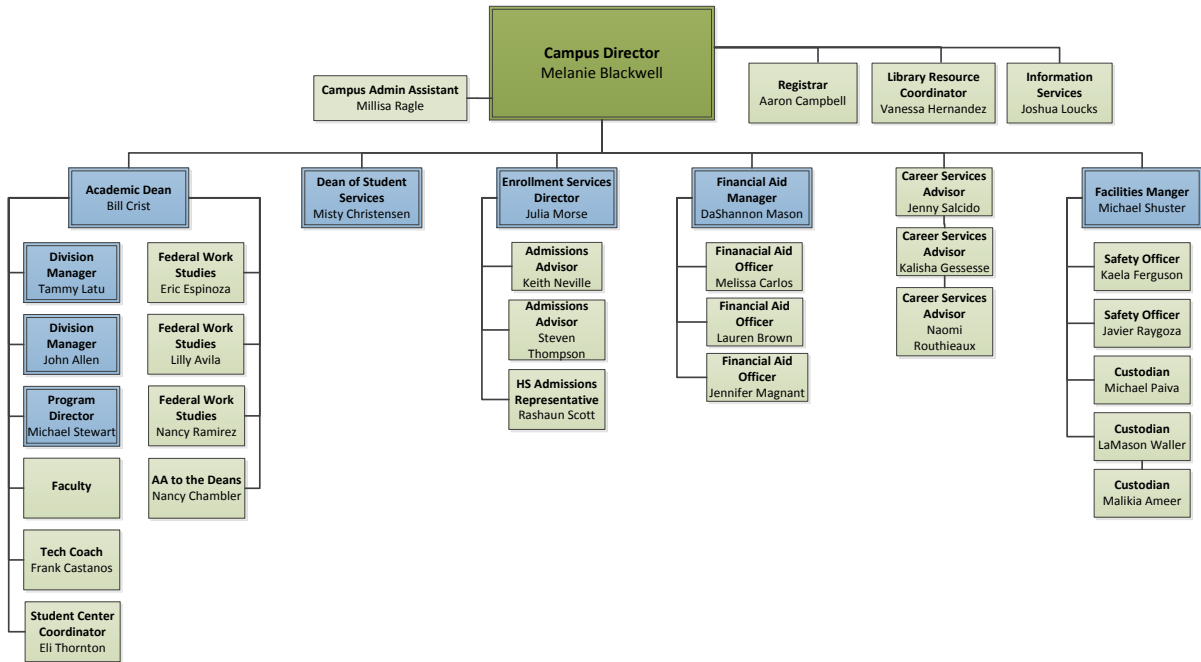 Campus Director
Melanie Blackwell
Campus Admin Assistant
Millisa Ragle
Registrar
Aaron Campbell
Library Resource
Coordinator
Vanessa Hernandez
Information
Services
Joshua Loucks
Academic Dean
Bill Crist
Dean of Student
Services
Misty Christensen
Enrollment Services
Director
Julia Morse
Financial Aid
Manager
DaShannon Mason
Career Services
Advisor
Jenny Salcido
Facilities Manger
Michael Shuster
Division
Manager
Tammy Latu
Division
Manager
John Allen
Program
Director
Michael Stewart
Faculty
Tech Coach
Frank Castanos
Student Center
Coordinator
Eli Thornton
Federal Work
Studies
Eric Espinoza
Federal Work
Studies
Lilly Avila
Federal Work
Studies
Nancy Ramirez
AA to the Deans
Nancy Chambler
Admissions
Advisor
Keith Neville
Admissions
Advisor
Steven
Thompson
HS Admissions
Representative
Rashaun Scott
Finanacial Aid
Officer
Melissa Carlos
Financial Aid
Officer
Lauren Brown
Financial Aid
Officer
Jennifer Magnant
Career Services
Advisor
Kalisha Gessesse
Career Services
Advisor
Naomi
Routhieaux
Safety Officer
Kaela Ferguson
Safety Officer
Javier Raygoza
Custodian
Michael Paiva
Custodian
LaMason Waller
Custodian
Malikia Ameer